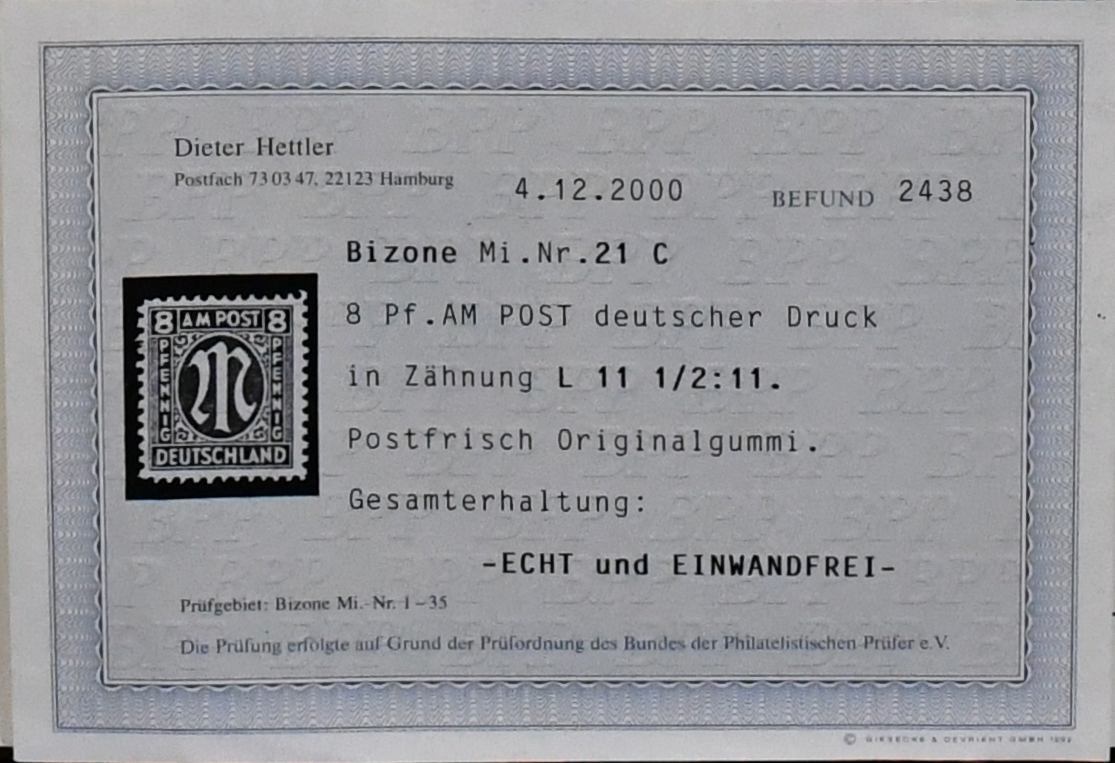 Dieter Hettler
Postfach 73 03 47, 22123 Hamburg
4.12.2000
BEFUND 2438
Bizone Mi.Nr.21 C
8 Pf.AM POST deutscher Druck
in Zähnung L 11 1/2:11.
Postfrisch Originalgummi.
Gesamterhaltung:
-ECHT und EINWANDFREI-
8 AM POST 8
PFENNIG
PFENNIG
DEUTSCHLAND
Prüfgebiet: Bizone Mi.-Nr. 1-35
Die Prüfung erfolgte auf Grund der Prüfordnung des Bundes der Philatelistischen Prüfer e.V.
© GIESECKE & DEVRIENT GMBH